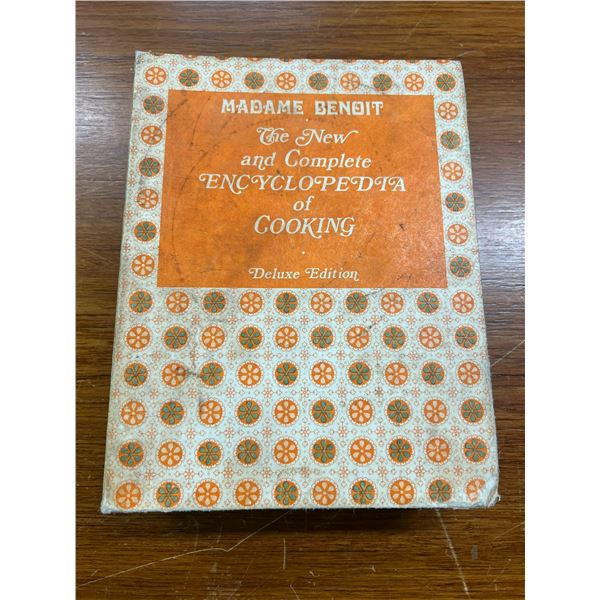 MADAME BENOIT
The New
and Complete
ENCYCLOPEDIA
of
COOKING
Deluxe Edition